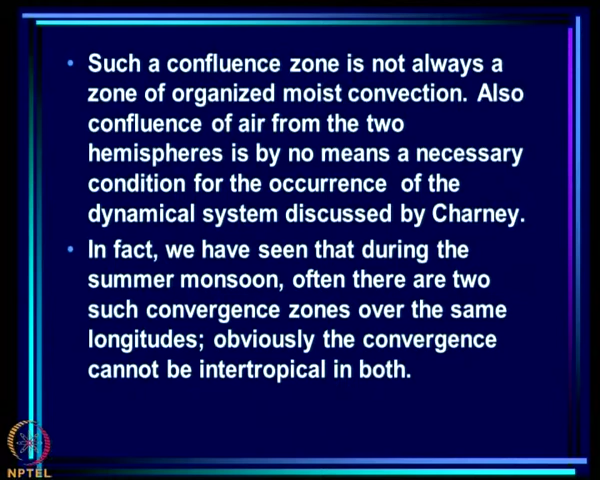 • Such a confluence zone is not always a
zone of organized moist convection. Also
confluence of air from the two
hemispheres is by no means a necessary
condition for the occurrence of the
dynamical system discussed by Charney.
• In fact, we have seen that during the
summer monsoon, often there are two
such convergence zones over the same
longitudes; obviously the convergence
cannot be intertropical in both.
NPTEL